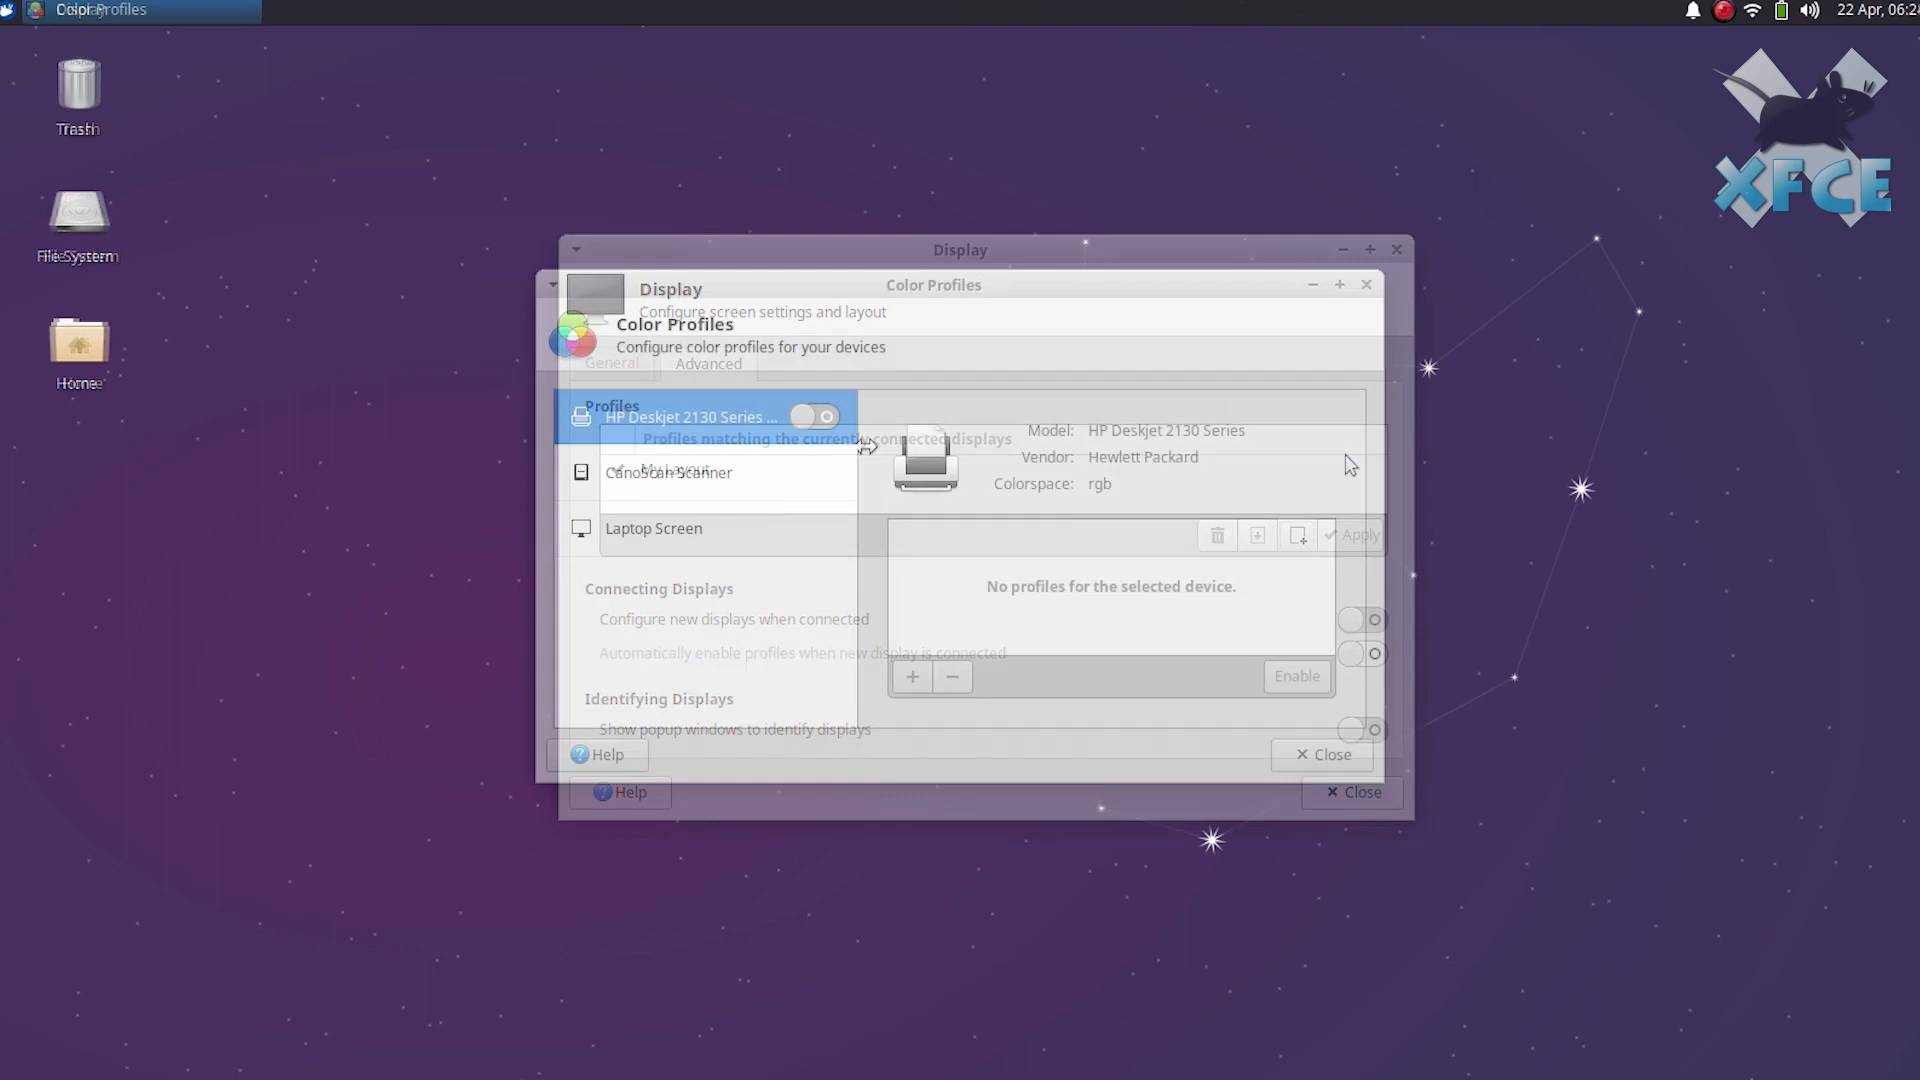 Color Profiles
Display
22 Apr, 06:2
Trash
File System
Home
XFCE
Display
Display
Configure screen settings and layout
Color Profiles
Color Profiles
Configure color profiles for your devices
General
Advanced
Profiles
HP Deskjet 2130 Series ...
Profiles matching the currently connected displays
My Layout
CanoScan Scanner
Laptop Screen
Model: HP Deskjet 2130 Series
Vendor: Hewlett Packard
Colorspace: rgb
Apply
No profiles for the selected device.
Connecting Displays
Configure new displays when connected
Automatically enable profiles when new display is connected
Enable
Identifying Displays
Show popup windows to identify displays
Help
Close
Help
Close